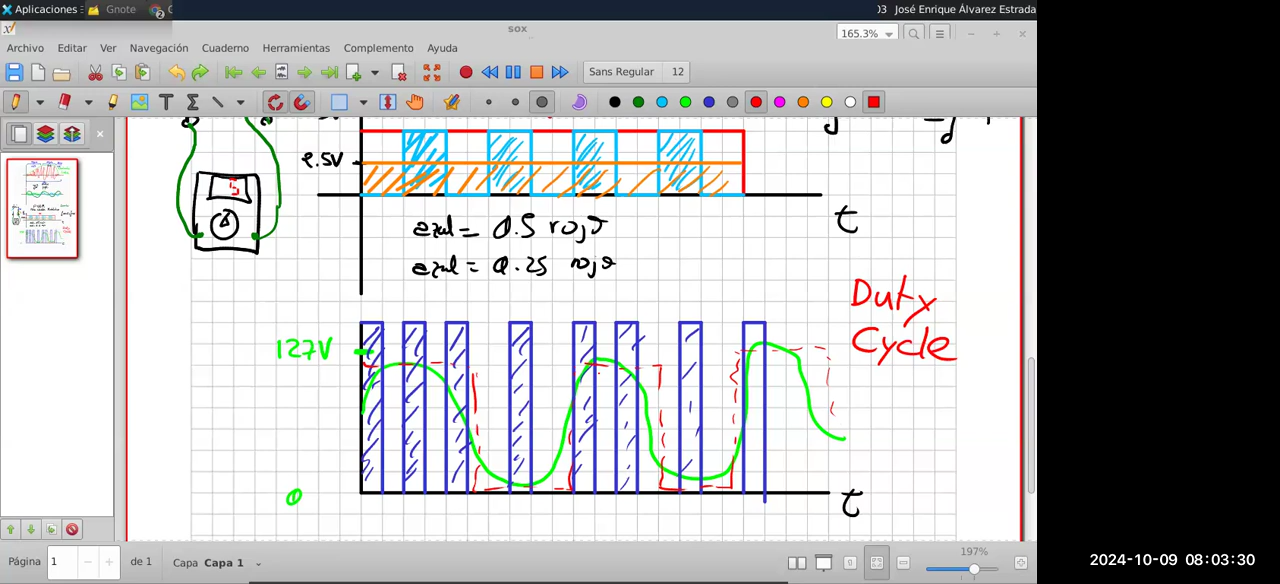 Aplicaciones Gnote 03 José Enrique Álvarez Estrada
sox
165.3%
Archivo Editar Ver Navegación Cuaderno Herramientas Complemento Ayuda
Sans Regular 12
2.5V
5
t
azul = 0.5 rojo
azul = 0.25 rojo
Duty
Cycle
127V
0
t
Página 1 de 1 Capa Capa 1
197%
2024-10-09 08:03:30